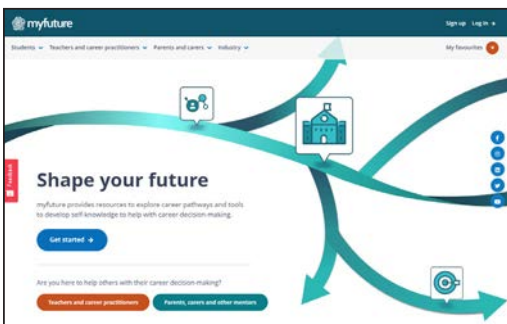 myfuture
Sign up Log in
Students Teachers and career practitioners Parents and carers Industry
My favourites
Feedback
Shape your future
myfuture provides resources to explore career pathways and tools
to develop self-knowledge to help with career decision-making.
Get started
Are you here to help others with their career decision-making?
Teachers and career practitioners
Parents, carers and other mentors